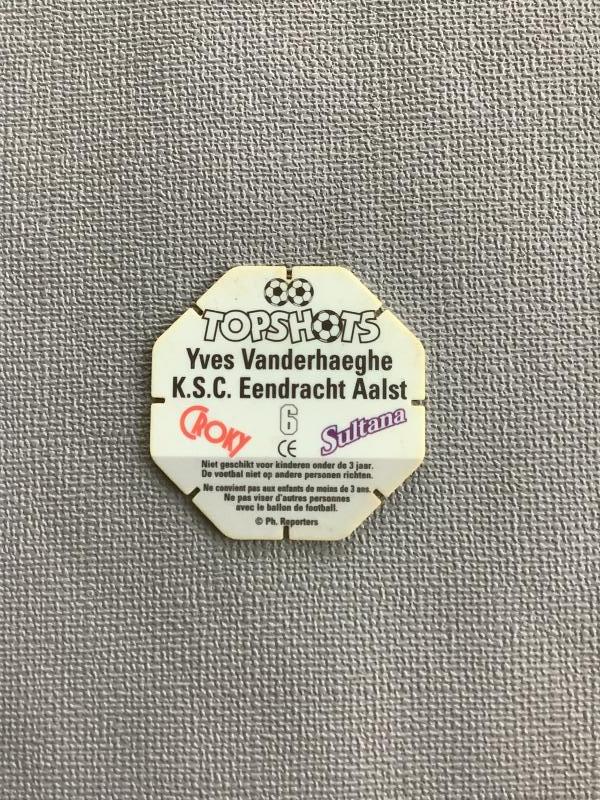 TOPSHOTS
Yves Vanderhaeghe
K.S.C. Eendracht Aalst
CROKY 6 Sultana
CE
Niet geschikt voor kinderen onder de 3 jaar.
De voetbal niet op andere personen richten.
Ne convient pas aux enfants de moins de 3 ans.
Ne pas viser d'autres personnes
avec le ballon de football.
© Ph. Reporters